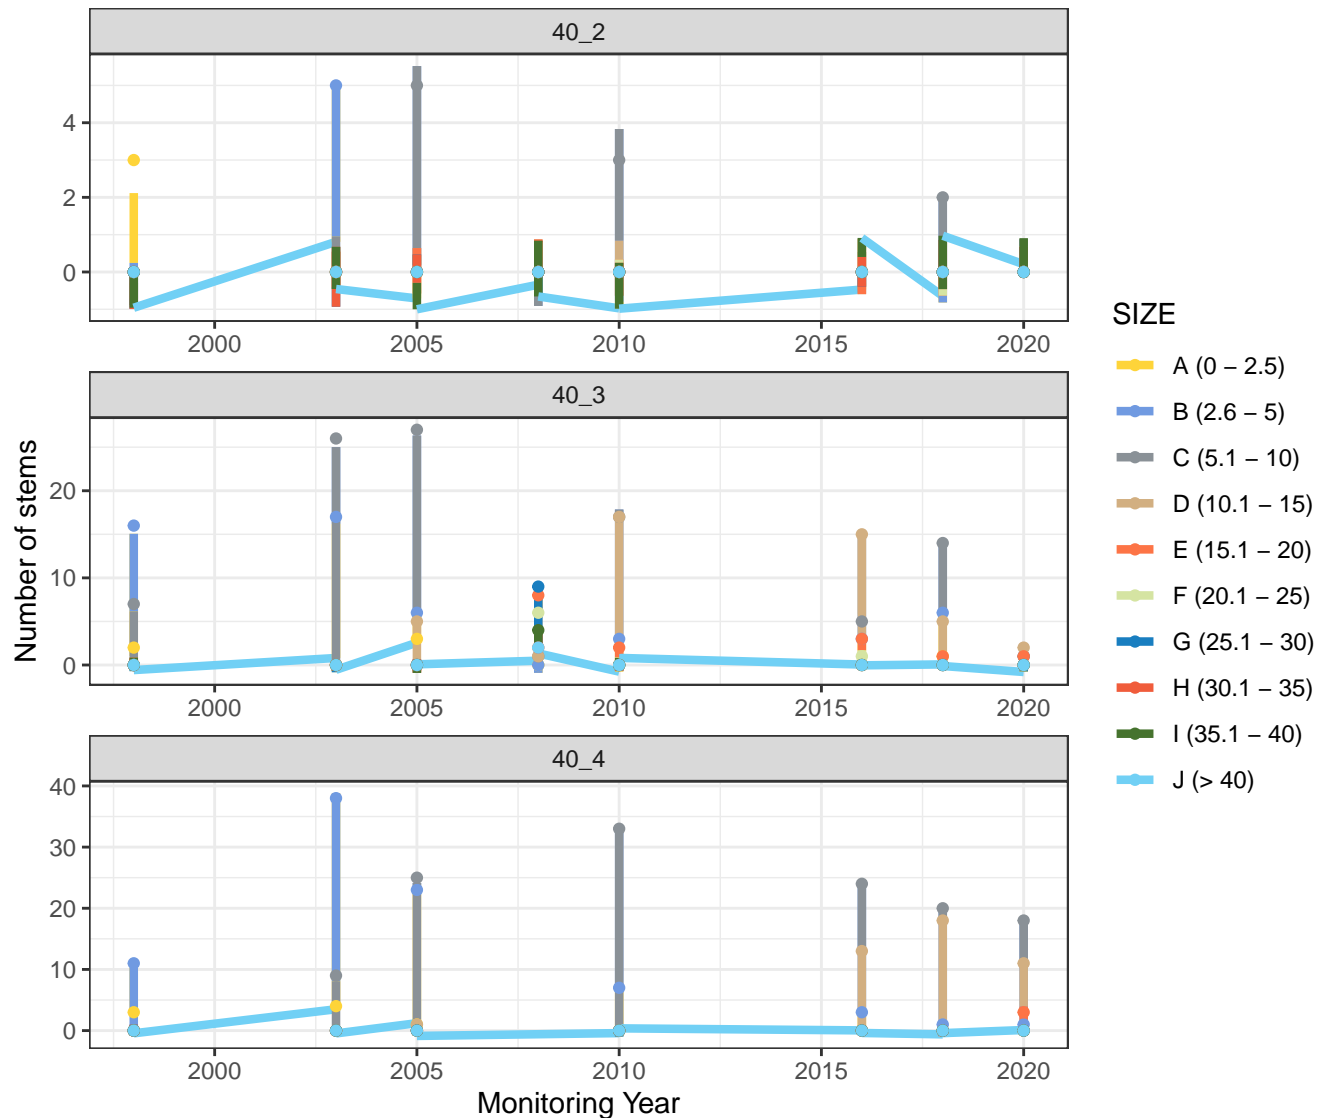 40_2
4
2
0
2000 2005 2010 2015 2020
40_3
20
10
0
2000 2005 2010 2015 2020
40_4
40
30
20
10
0
2000 2005 2010 2015 2020
Number of stems
Monitoring Year
SIZE
A (0 − 2.5)
B (2.6 − 5)
C (5.1 − 10)
D (10.1 − 15)
E (15.1 − 20)
F (20.1 − 25)
G (25.1 − 30)
H (30.1 − 35)
I (35.1 − 40)
J (> 40)